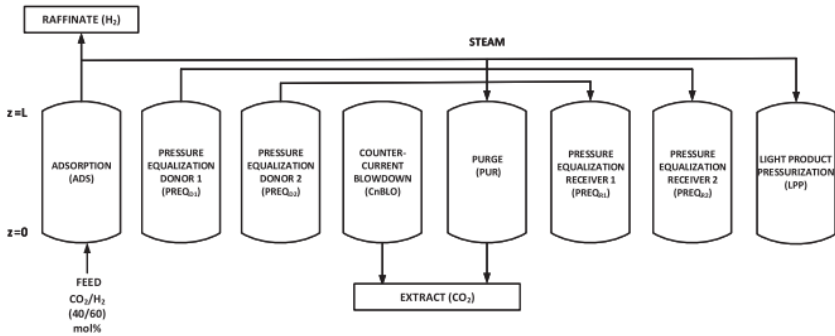 RAFFINATE (H₂)
STEAM
z=L
z=0
ADSORPTION
(ADS)
PRESSURE
EQUALIZATION
DONOR 1
(PREQD1)
PRESSURE
EQUALIZATION
DONOR 2
(PREQD2)
COUNTER-
CURRENT
BLOWDOWN
(CnBLO)
PURGE
(PUR)
PRESSURE
EQUALIZATION
RECEIVER 1
(PREQR1)
PRESSURE
EQUALIZATION
RECEIVER 2
(PREQR2)
LIGHT PRODUCT
PRESSURIZATION
(LPP)
FEED
CO₂/H₂
(40/60)
mol%
EXTRACT (CO₂)